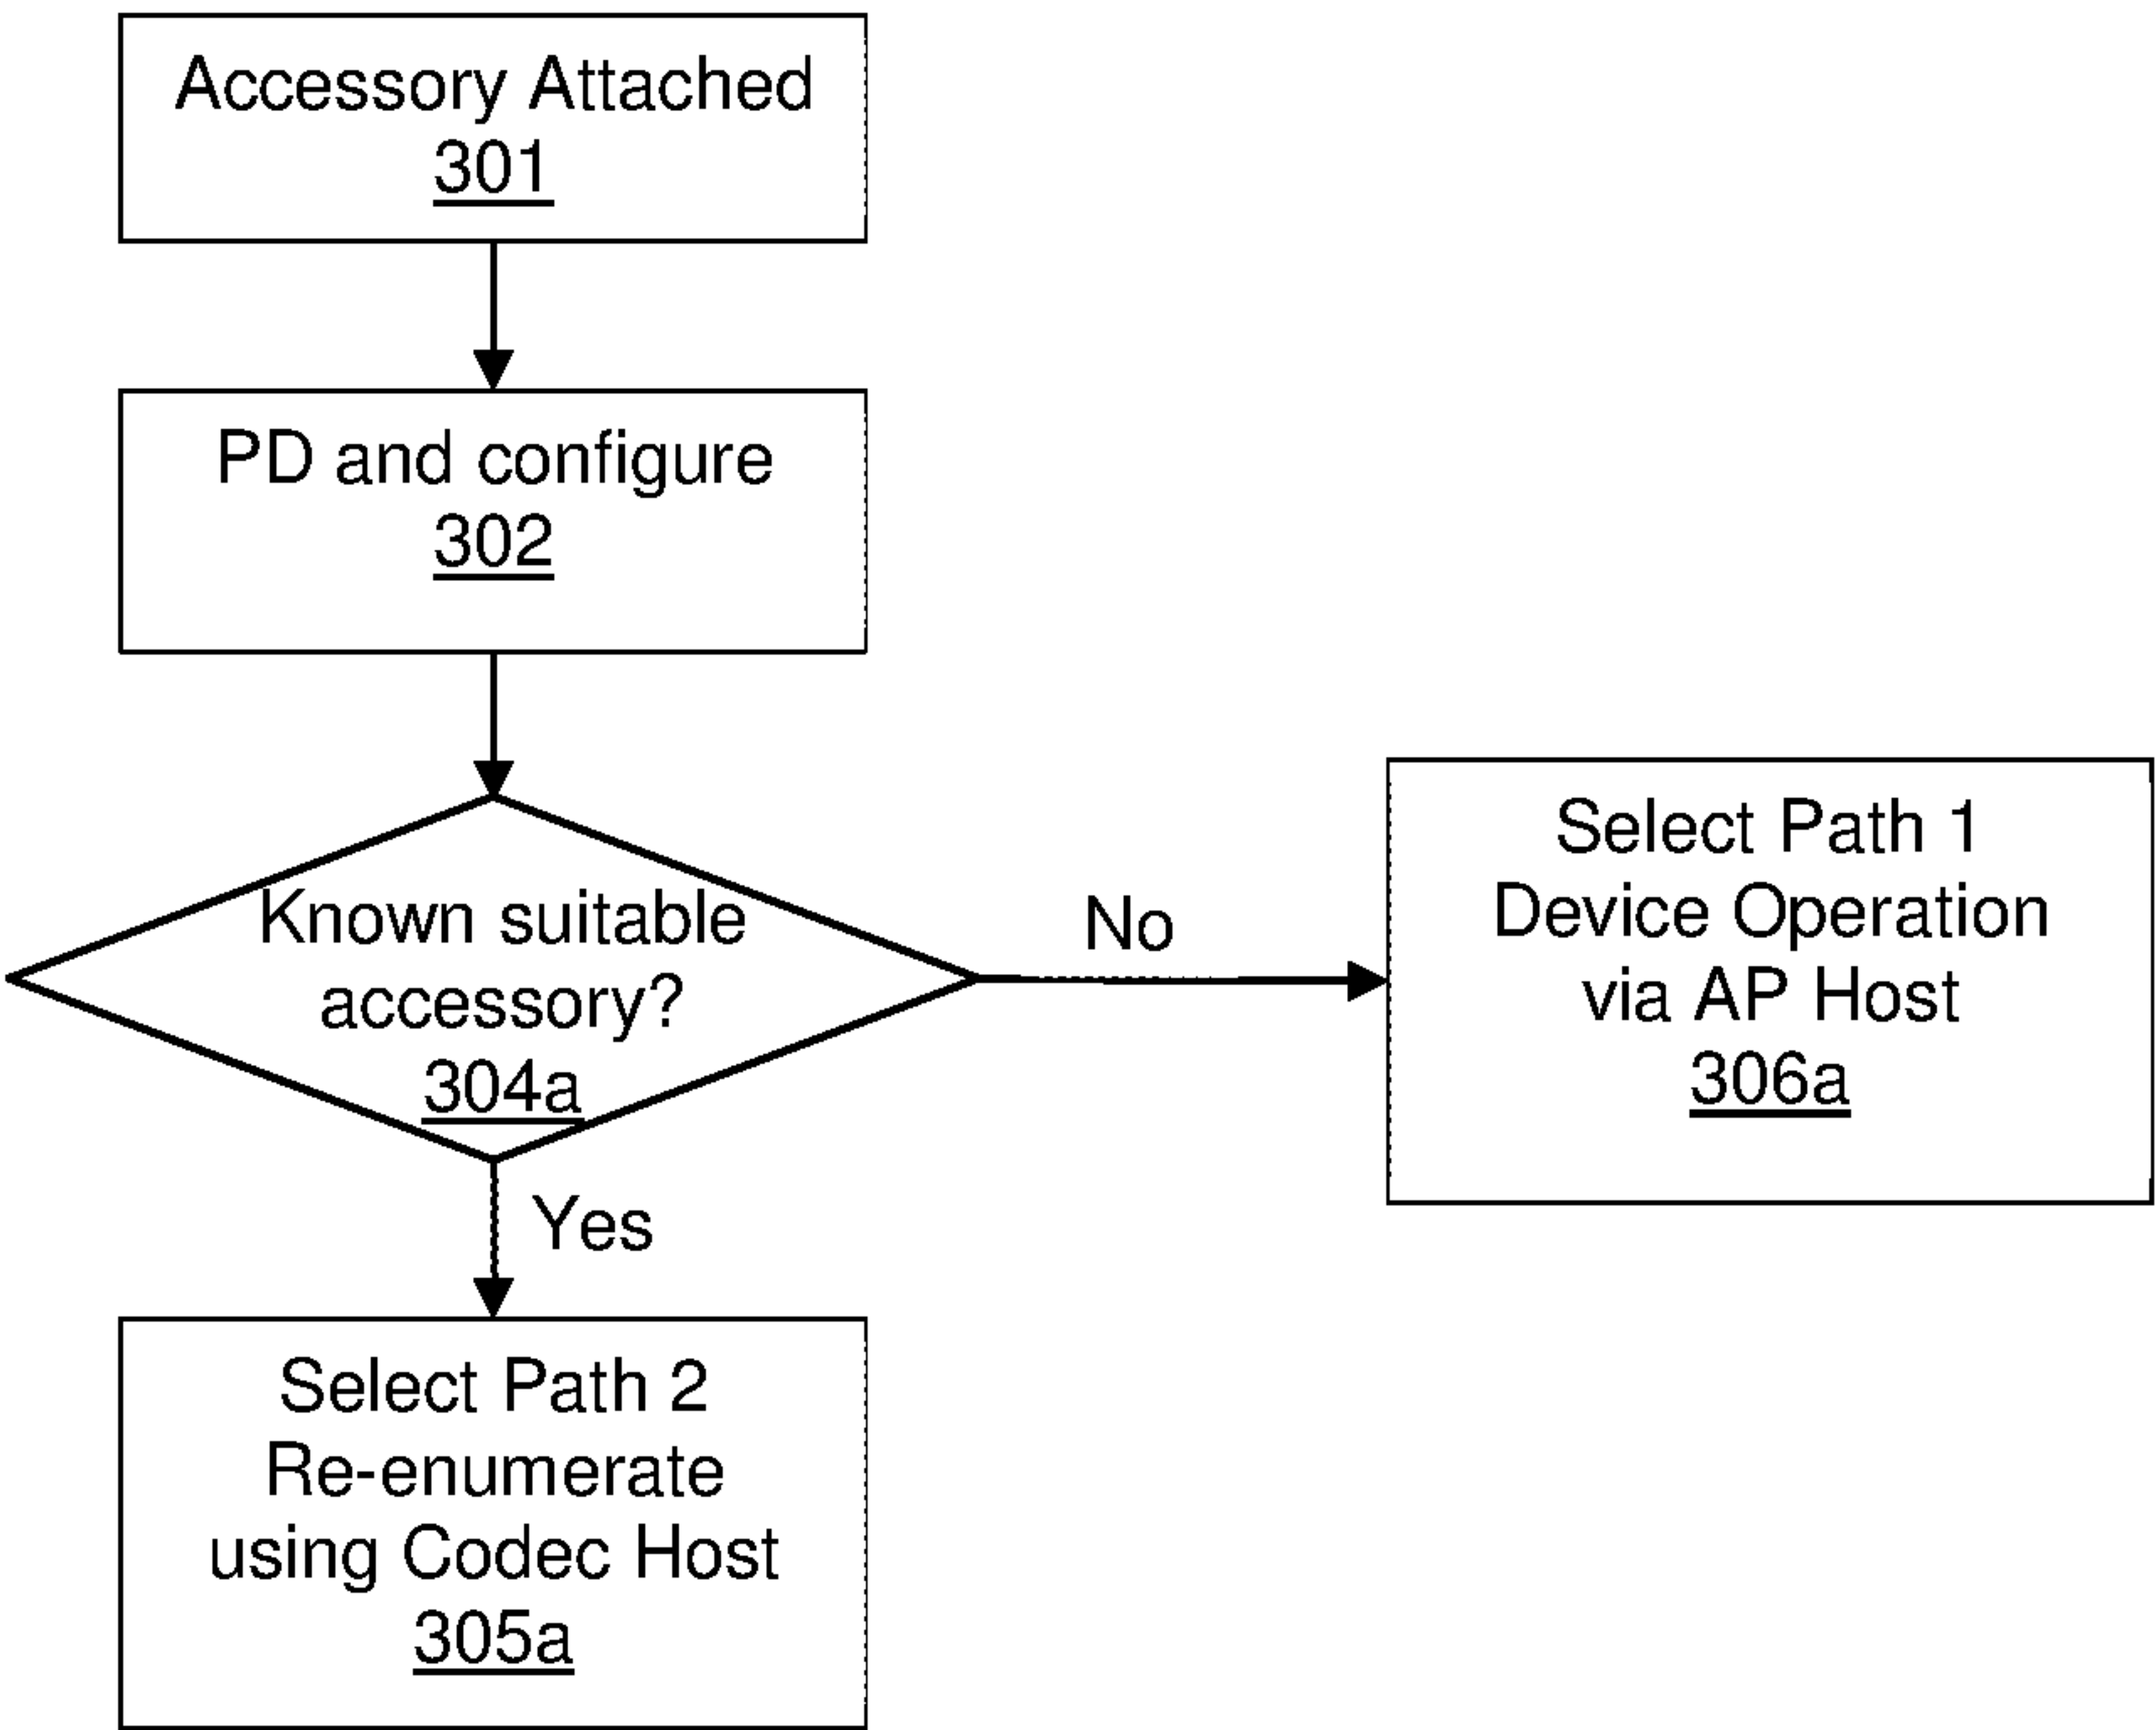 Accessory Attached
301
PD and configure
302
Known suitable
accessory?
304a
No
Select Path 1
Device Operation
via AP Host
306a
Yes
Select Path 2
Re-enumerate
using Codec Host
305a